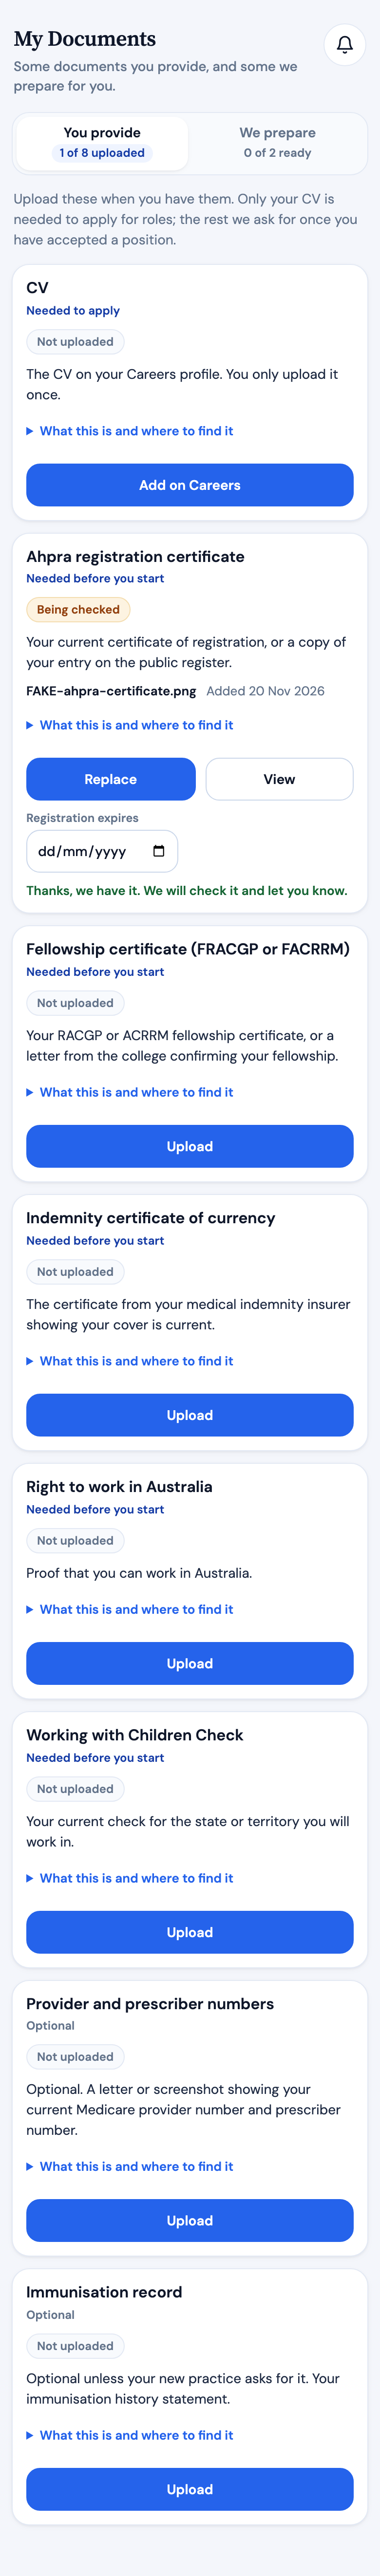 My Documents
Some documents you provide, and some we
prepare for you.
You provide
1 of 8 uploaded
We prepare
0 of 2 ready
Upload these when you have them. Only your CV is
needed to apply for roles; the rest we ask for once you
have accepted a position.
CV
Needed to apply
Not uploaded
The CV on your Careers profile. You only upload it
once.
What this is and where to find it
Add on Careers
Ahpra registration certificate
Needed before you start
Being checked
Your current certificate of registration, or a copy of
your entry on the public register.
FAKE-ahpra-certificate.png Added 20 Nov 2026
What this is and where to find it
Replace
View
Registration expires
dd/mm/yyyy
Thanks, we have it. We will check it and let you know.
Fellowship certificate (FRACGP or FACRRM)
Needed before you start
Not uploaded
Your RACGP or ACRRM fellowship certificate, or a
letter from the college confirming your fellowship.
What this is and where to find it
Upload
Indemnity certificate of currency
Needed before you start
Not uploaded
The certificate from your medical indemnity insurer
showing your cover is current.
What this is and where to find it
Upload
Right to work in Australia
Needed before you start
Not uploaded
Proof that you can work in Australia.
What this is and where to find it
Upload
Working with Children Check
Needed before you start
Not uploaded
Your current check for the state or territory you will
work in.
What this is and where to find it
Upload
Provider and prescriber numbers
Optional
Not uploaded
Optional. A letter or screenshot showing your
current Medicare provider number and prescriber
number.
What this is and where to find it
Upload
Immunisation record
Optional
Not uploaded
Optional unless your new practice asks for it. Your
immunisation history statement.
What this is and where to find it
Upload